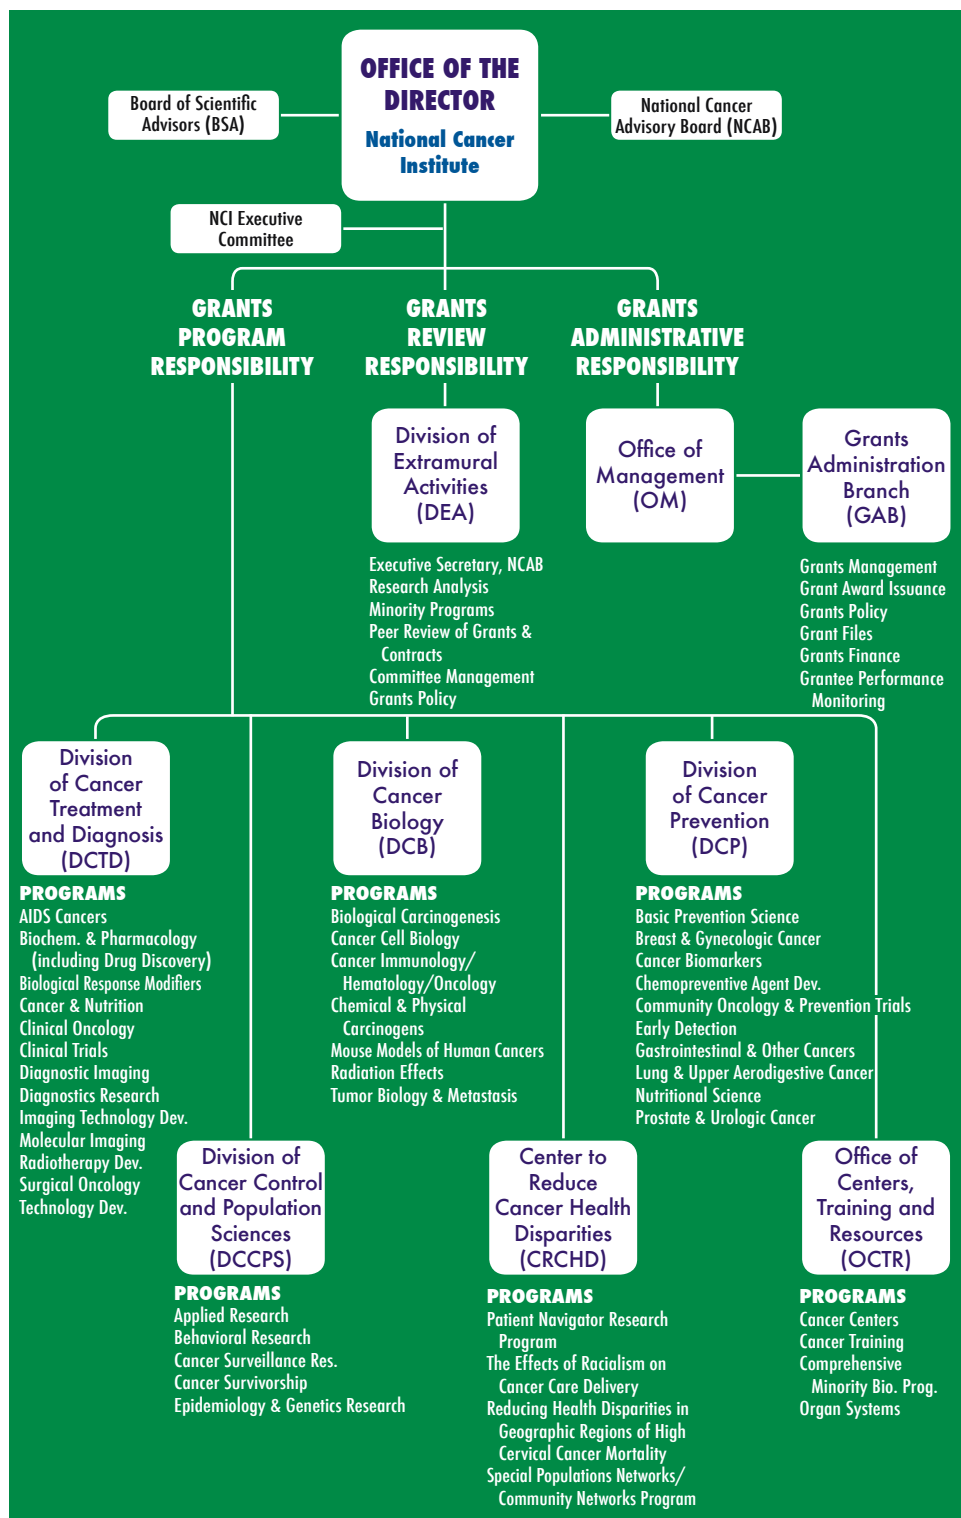 OFFICE OF THE
DIRECTOR
National Cancer
Institute
Board of Scientific
Advisors (BSA)
National Cancer
Advisory Board (NCAB)
NCI Executive
Committee
GRANTS
PROGRAM
RESPONSIBILITY
GRANTS
REVIEW
RESPONSIBILITY
GRANTS
ADMINISTRATIVE
RESPONSIBILITY
Division of
Extramural
Activities
(DEA)
Office of
Management
(OM)
Grants
Administration
Branch
(GAB)
Executive Secretary, NCAB
Research Analysis
Minority Programs
Peer Review of Grants &
Contracts
Committee Management
Grants Policy
Grants Management
Grant Award Issuance
Grants Policy
Grant Files
Grants Finance
Grantee Performance
Monitoring
Division
of Cancer
Treatment
and Diagnosis
(DCTD)
PROGRAMS
AIDS Cancers
Biochem. & Pharmacology
(including Drug Discovery)
Biological Response Modifiers
Cancer & Nutrition
Clinical Oncology
Clinical Trials
Diagnostic Imaging
Diagnostics Research
Imaging Technology Dev.
Molecular Imaging
Radiotherapy Dev.
Surgical Oncology
Technology Dev.
Division of
Cancer
Biology
(DCB)
PROGRAMS
Biological Carcinogenesis
Cancer Cell Biology
Cancer Immunology/
Hematology/Oncology
Chemical & Physical
Carcinogens
Mouse Models of Human Cancers
Radiation Effects
Tumor Biology & Metastasis
Division
of Cancer
Prevention
(DCP)
PROGRAMS
Basic Prevention Science
Breast & Gynecologic Cancer
Cancer Biomarkers
Chemopreventive Agent Dev.
Community Oncology & Prevention Trials
Early Detection
Gastrointestinal & Other Cancers
Lung & Upper Aerodigestive Cancer
Nutritional Science
Prostate & Urologic Cancer
Division of
Cancer Control
and Population
Sciences
(DCCPS)
PROGRAMS
Applied Research
Behavioral Research
Cancer Surveillance Res.
Cancer Survivorship
Epidemiology & Genetics Research
Center to
Reduce
Cancer Health
Disparities
(CRCHD)
PROGRAMS
Patient Navigator Research
Program
The Effects of Racialism on
Cancer Care Delivery
Reducing Health Disparities in
Geographic Regions of High
Cervical Cancer Mortality
Special Populations Networks/
Community Networks Program
Office of
Centers,
Training and
Resources
(OCTR)
PROGRAMS
Cancer Centers
Cancer Training
Comprehensive
Minority Bio. Prog.
Organ Systems